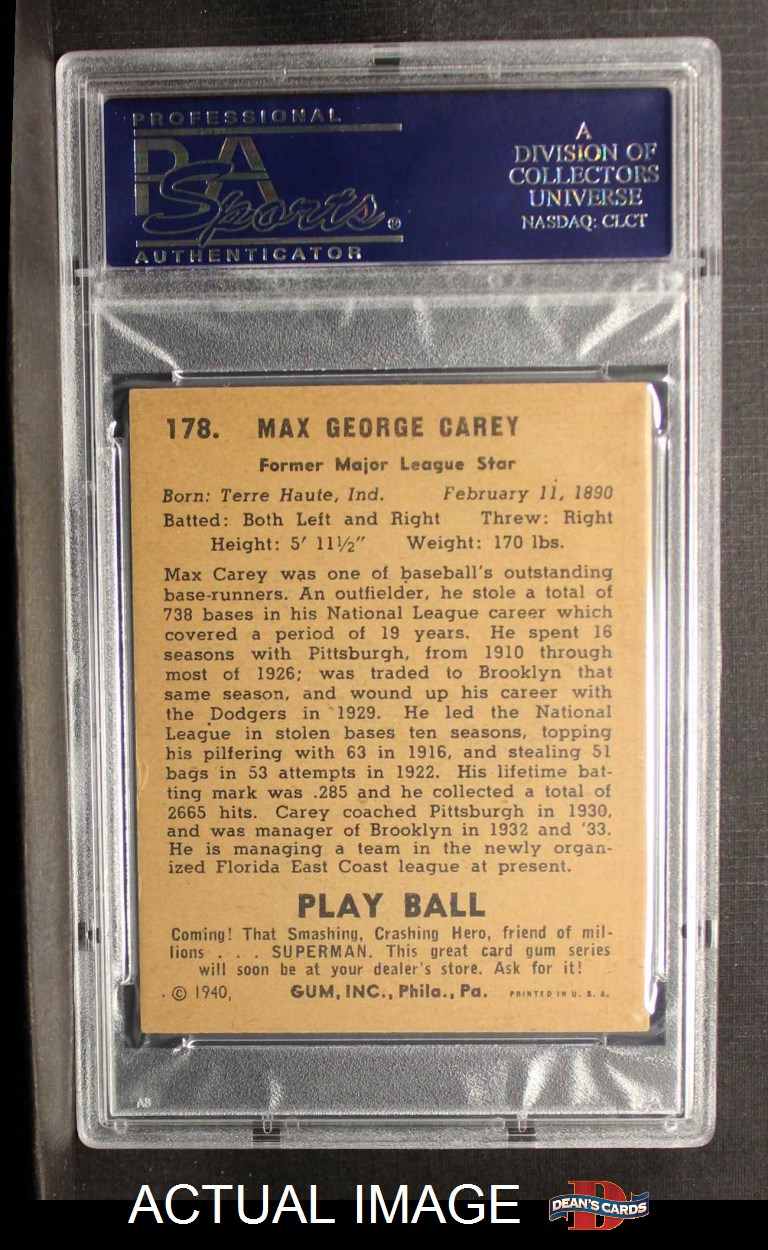 PROFESSIONAL
PSA
Sports®
AUTHENTICATOR
A
DIVISION OF
COLLECTORS
UNIVERSE
NASDAQ: CLCT
178. MAX GEORGE CAREY
Former Major League Star
Born: Terre Haute, Ind. February 11, 1890
Batted: Both Left and Right Threw: Right
Height: 5' 11½" Weight: 170 lbs.
Max Carey was one of baseball's outstanding
base-runners. An outfielder, he stole a total of
738 bases in his National League career which
covered a period of 19 years. He spent 16
seasons with Pittsburgh, from 1910 through
most of 1926; was traded to Brooklyn that
same season, and wound up his career with
the Dodgers in 1929. He led the National
League in stolen bases ten seasons, topping
his pilfering with 63 in 1916, and stealing 51
bags in 53 attempts in 1922. His lifetime bat-
ting mark was .285 and he collected a total of
2665 hits. Carey coached Pittsburgh in 1930,
and was manager of Brooklyn in 1932 and '33.
He is managing a team in the newly organ-
ized Florida East Coast league at present.
PLAY BALL
Coming! That Smashing, Crashing Hero, friend of mil-
lions . . . SUPERMAN. This great card gum series
will soon be at your dealer's store. Ask for it!
© 1940, GUM, INC., Phila., Pa. PRINTED IN U. S. A.
A8
ACTUAL IMAGE
DEAN'S CARDS